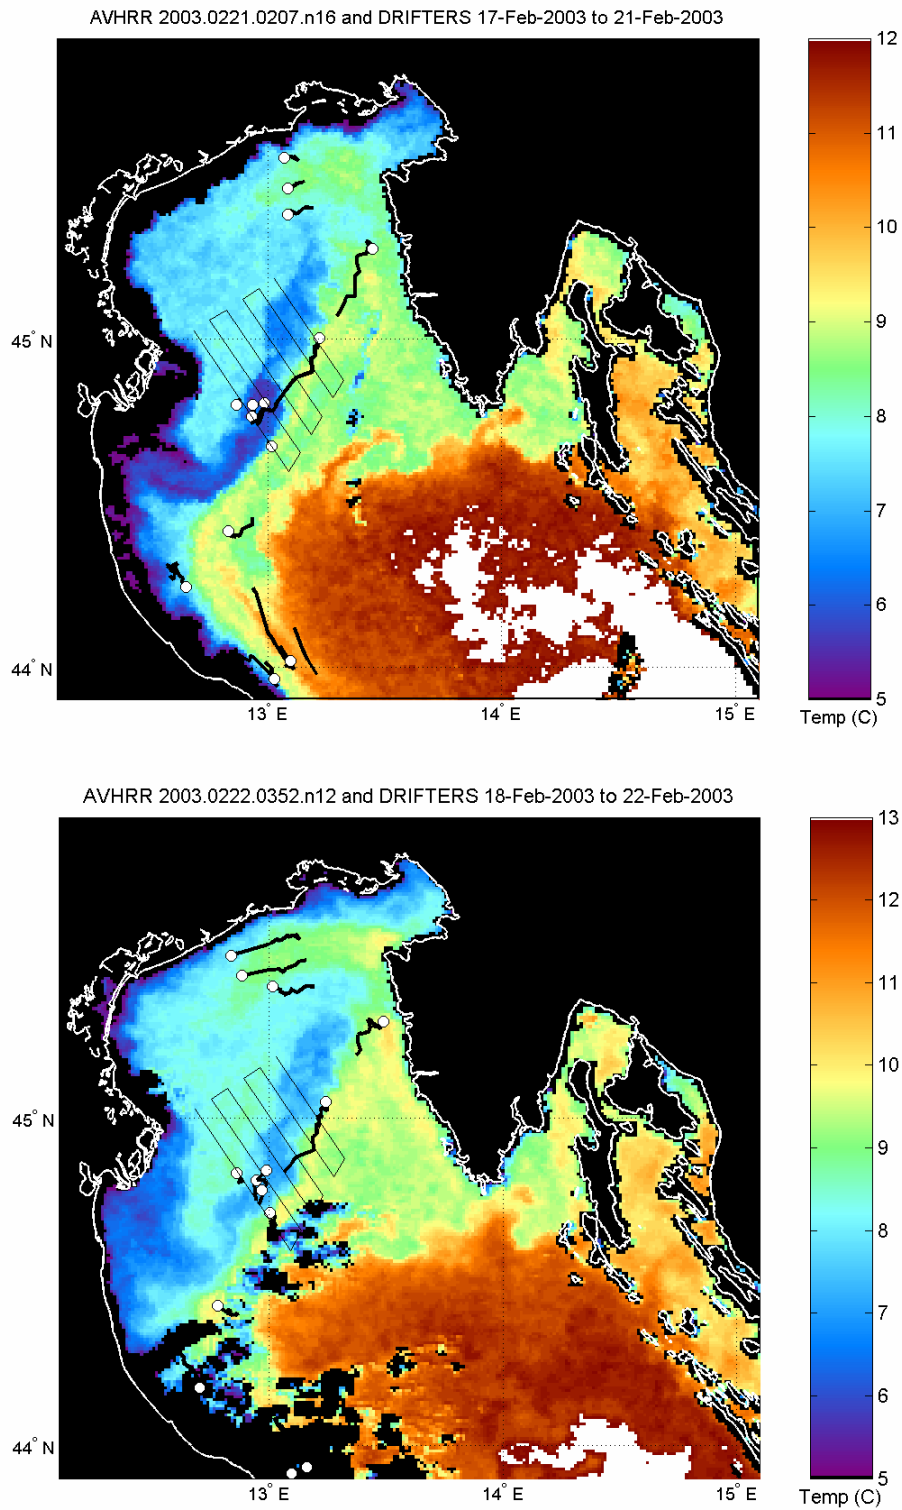 AVHRR 2003.0221.0207.n16 and DRIFTERS 17-Feb-2003 to 21-Feb-2003
12
11
10
9
8
7
6
5
45° N
44° N
13° E
14° E
15° E
Temp (C)
AVHRR 2003.0222.0352.n12 and DRIFTERS 18-Feb-2003 to 22-Feb-2003
13
12
11
10
9
8
7
6
5
45° N
44° N
13° E
14° E
15° E
Temp (C)